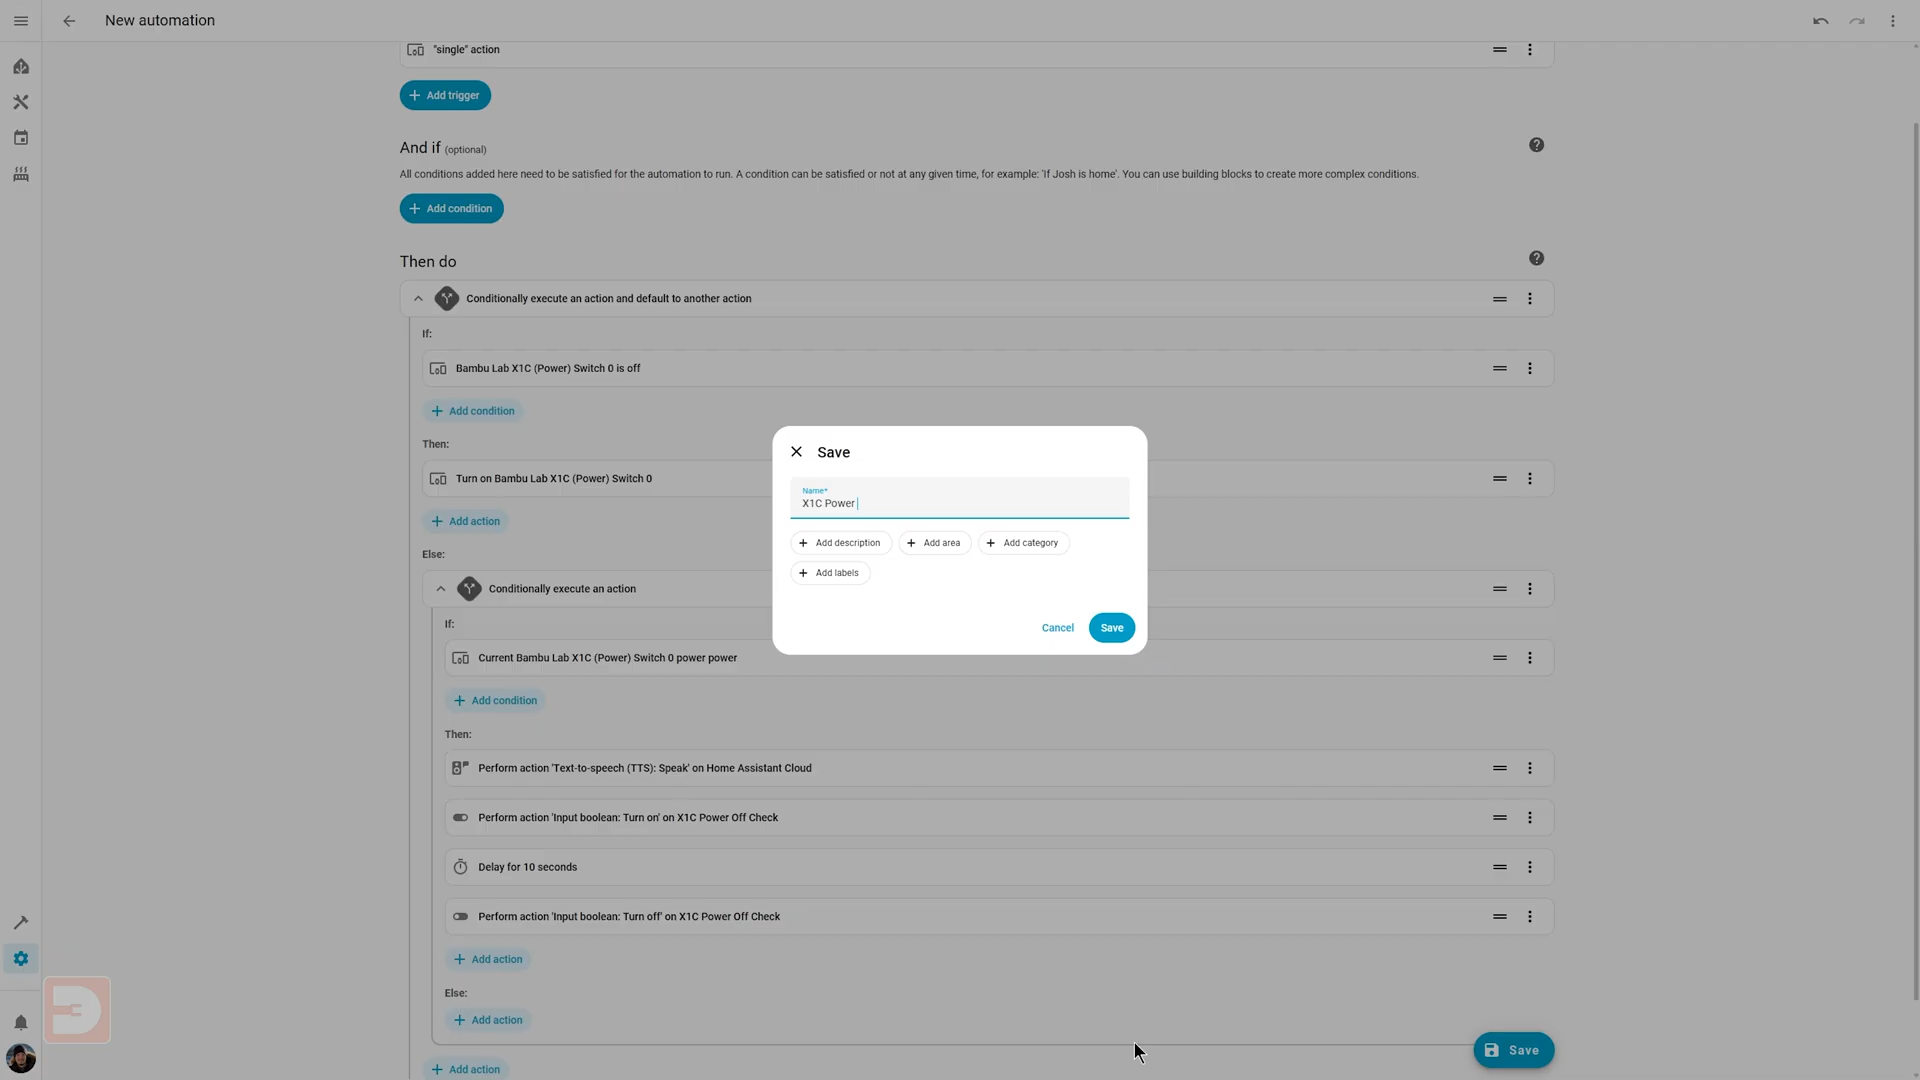 New automation
"single" action
Add trigger
And if (optional)
All conditions added here need to be satisfied for the automation to run. A condition can be satisfied or not at any given time, for example: 'If Josh is home'. You can use building blocks to create more complex conditions.
Add condition
Then do
Conditionally execute an action and default to another action
If:
Bambu Lab X1C (Power) Switch 0 is off
Add condition
Then:
Turn on Bambu Lab X1C (Power) Switch 0
Add action
Else:
Conditionally execute an action
If:
Current Bambu Lab X1C (Power) Switch 0 power power
Add condition
Then:
Perform action 'Text-to-speech (TTS): Speak' on Home Assistant Cloud
Perform action 'Input boolean: Turn on' on X1C Power Off Check
Delay for 10 seconds
Perform action 'Input boolean: Turn off' on X1C Power Off Check
Add action
Else:
Add action
Add action
Save
Save
Name*
X1C Power
Add description
Add area
Add category
Add labels
Cancel
Save